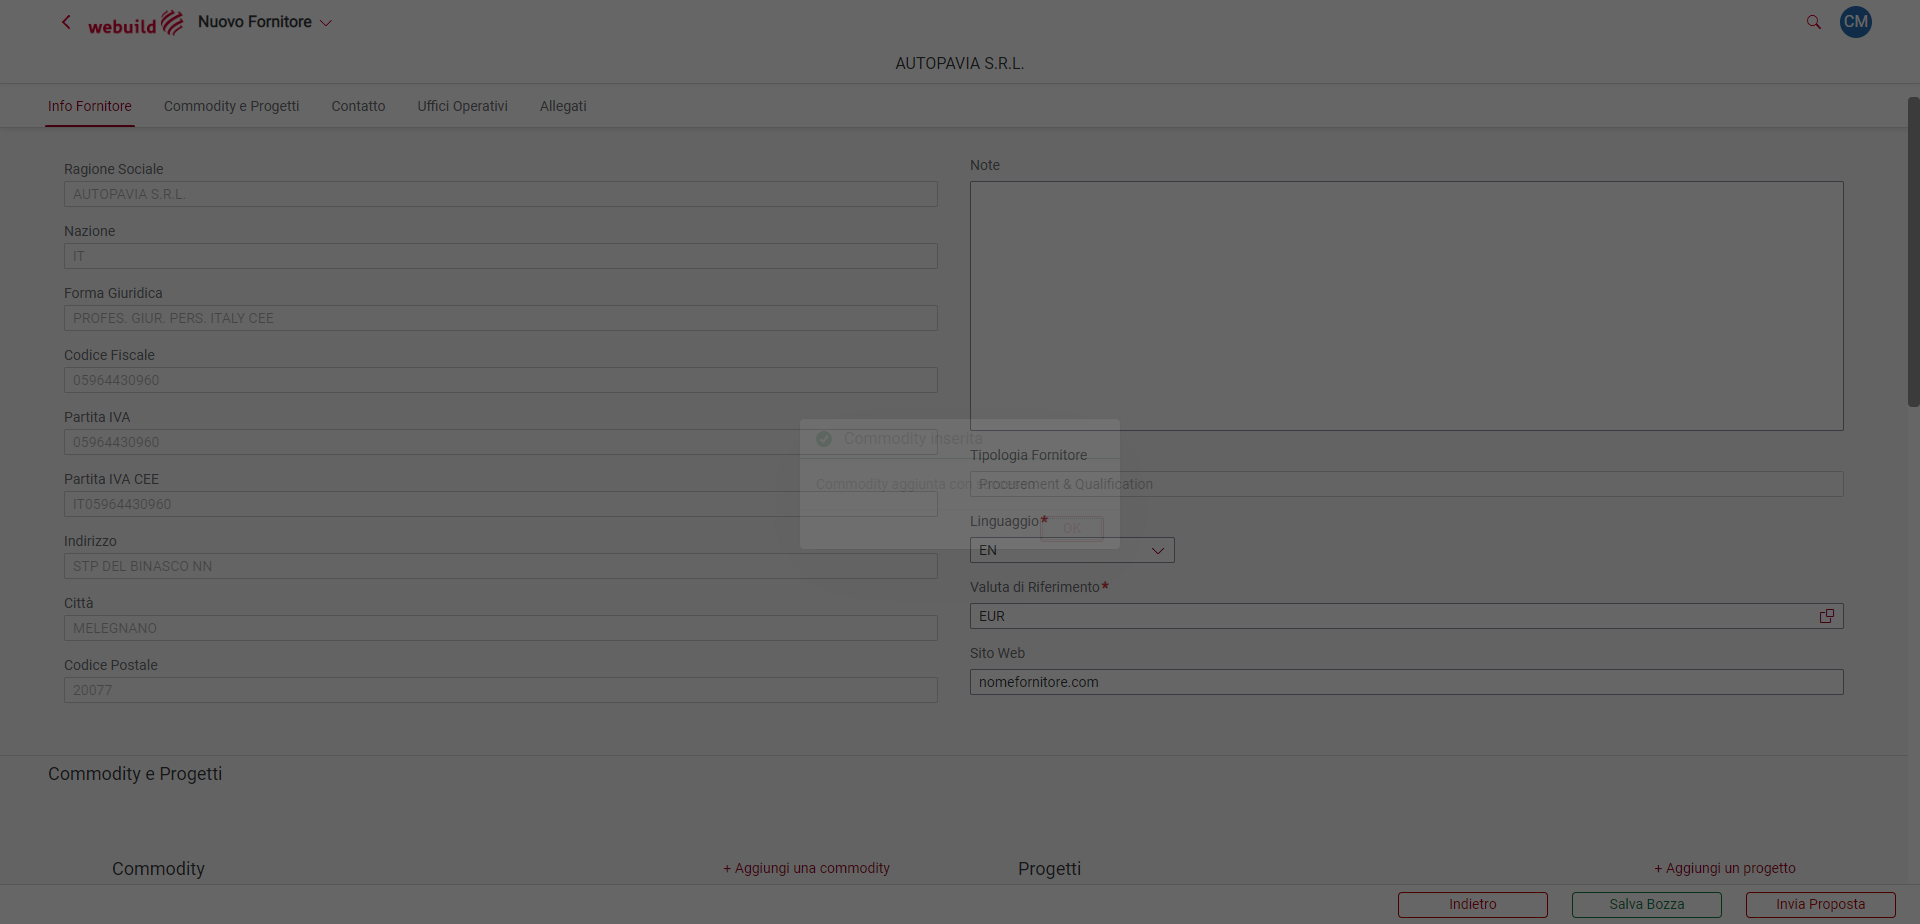 webuild
Nuovo Fornitore
CM
AUTOPAVIA S.R.L.
Info Fornitore
Commodity e Progetti
Contatto
Uffici Operativi
Allegati
Ragione Sociale
AUTOPAVIA S.R.L.
Nazione
IT
Forma Giuridica
PROFES. GIUR. PERS. ITALY CEE
Codice Fiscale
05964430960
Partita IVA
05964430960
Partita IVA CEE
IT05964430960
Indirizzo
STP DEL BINASCO NN
Città
MELEGNANO
Codice Postale
20077
Note
Commodity inserita
Commodity aggiunta con
OK
Tipologia Fornitore
Procurement & Qualification
Linguaggio*
EN
Valuta di Riferimento*
EUR
Sito Web
nomefornitore.com
Commodity e Progetti
Commodity
+ Aggiungi una commodity
Progetti
+ Aggiungi un progetto
Indietro
Salva Bozza
Invia Proposta